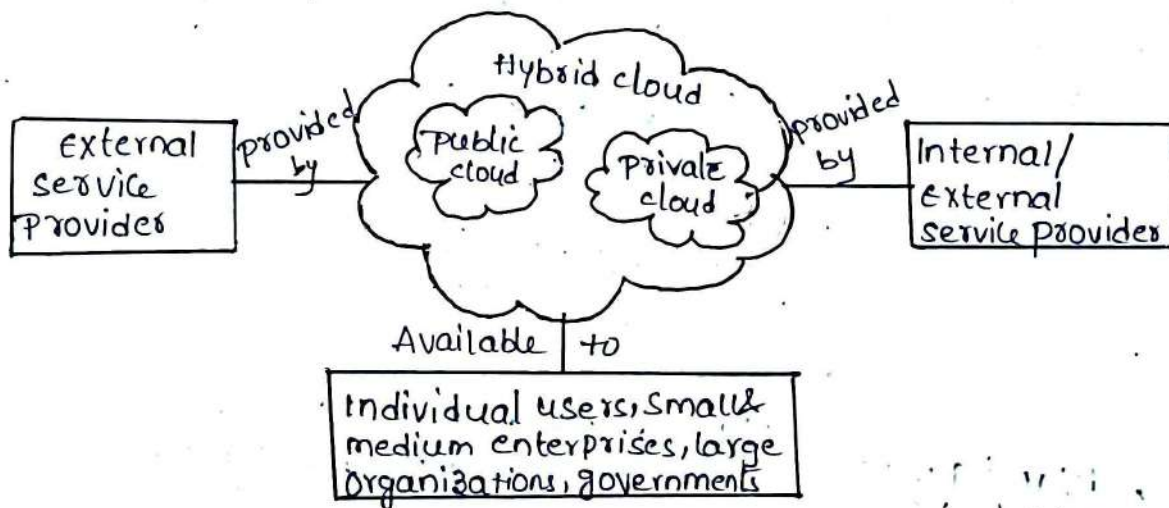 Hybrid cloud
External
service
Provider
provided
by
public
cloud
private
cloud
provided
by
Internal/
External
service provider
Available to
Individual users, small &
medium enterprises, large
organizations, governments